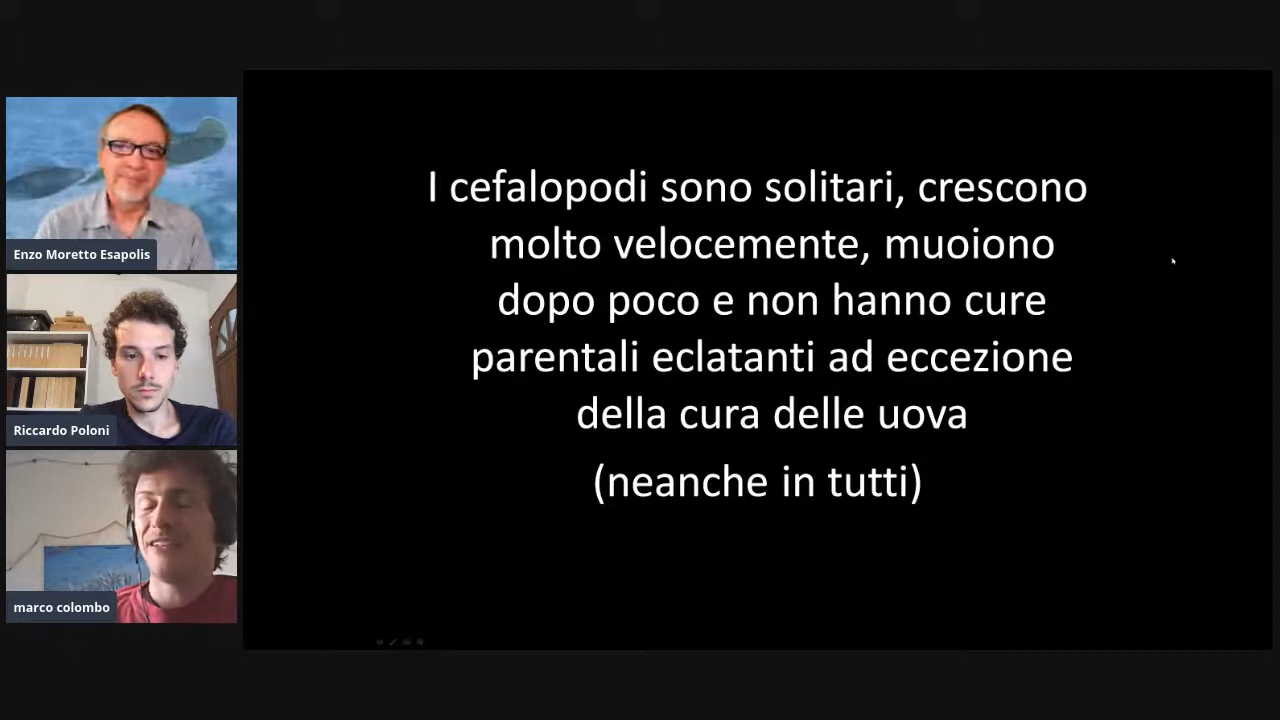 Enzo Moretto Esapolis
Riccardo Poloni
marco colombo
I cefalopodi sono solitari, crescono
molto velocemente, muoiono
dopo poco e non hanno cure
parentali eclatanti ad eccezione
della cura delle uova
(neanche in tutti)